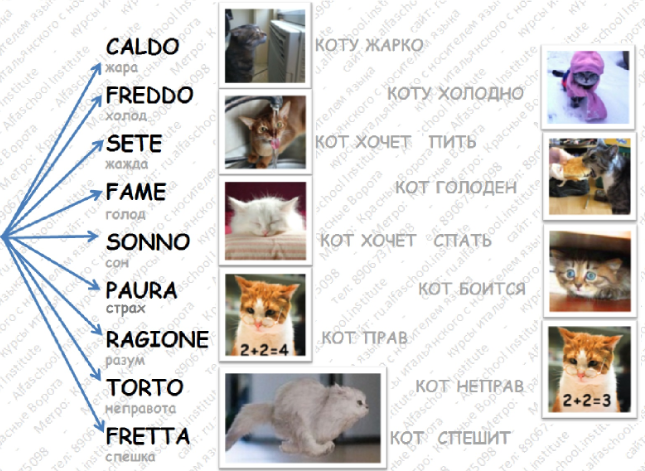 CALDO
жара
КОТУ ЖАРКО
FREDDO
холод
КОТУ ХОЛОДНО
SETE
жажда
КОТ ХОЧЕТ ПИТЬ
FAME
голод
КОТ ГОЛОДЕН
SONNO
сон
КОТ ХОЧЕТ СПАТЬ
PAURA
страх
КОТ БОИТСЯ
RAGIONE
разум
2+2=4
КОТ ПРАВ
TORTO
неправота
КОТ НЕПРАВ
2+2=3
FRETTA
спешка
КОТ СПЕШИТ